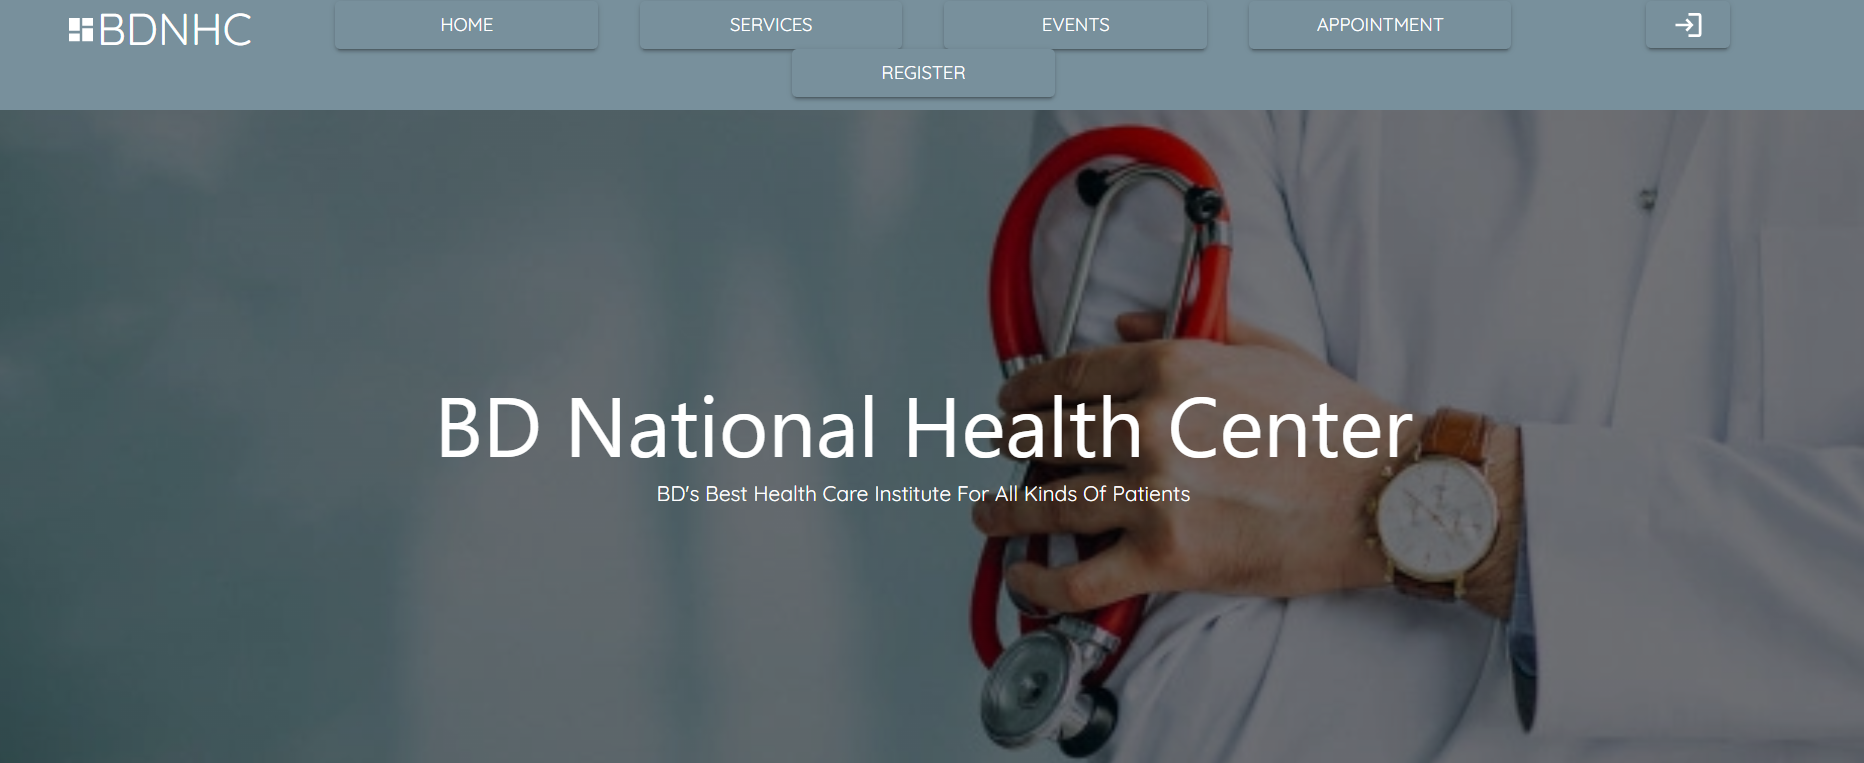 BDNHC
HOME
SERVICES
EVENTS
APPOINTMENT
REGISTER
BD National Health Center
BD's Best Health Care Institute For All Kinds Of Patients